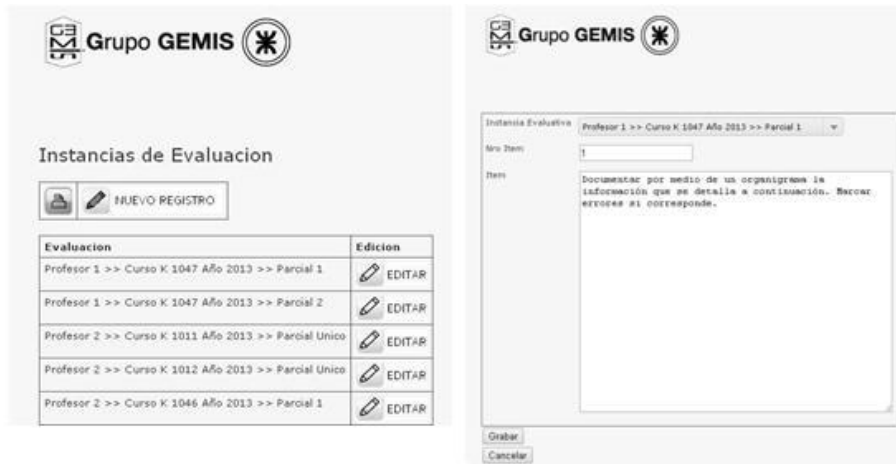 Grupo GEMIS
Instancias de Evaluacion
NUEVO REGISTRO
Evaluacion Edicion
Profesor 1 >> Curso K 1047 Año 2013 >> Parcial 1 EDITAR
Profesor 1 >> Curso K 1047 Año 2013 >> Parcial 2 EDITAR
Profesor 2 >> Curso K 1011 Año 2013 >> Parcial Unico EDITAR
Profesor 2 >> Curso K 1012 Año 2013 >> Parcial Unico EDITAR
Profesor 2 >> Curso K 1046 Año 2013 >> Parcial 1 EDITAR
Grupo GEMIS
Instancia Evaluativa Profesor 1 >> Curso K 1047 Año 2013 >> Parcial 1
Nro Item 1
Item Documentar por medio de un organigrama la
información que se detalla a continuación. Marcar
errores si corresponde.
Grabar
Cancelar